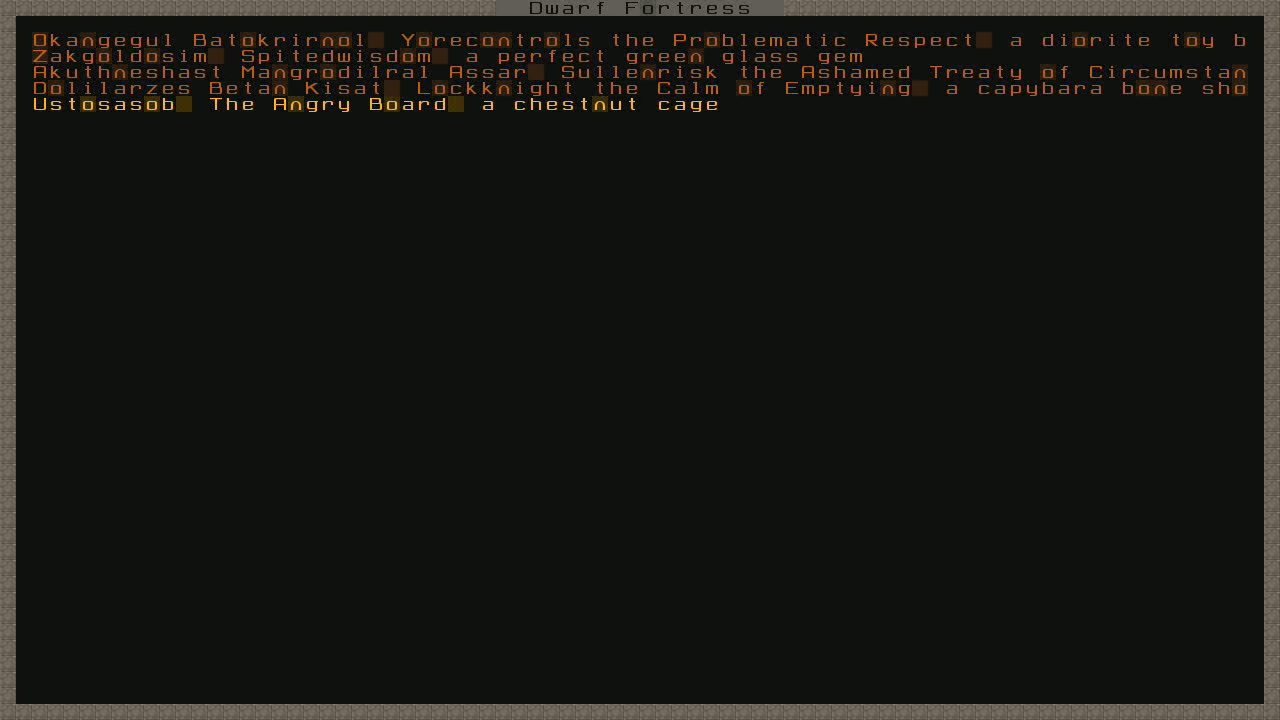 Dwarf Fortress
Okangegul Batokrirnol Yorecontrols the Problematic Respect a diorite toy b
Zakgoldosim Spitedwisdom a perfect green glass gem
Akuthneshast Mangrodilral Assar Sullenrisk the Ashamed Treaty of Circumstan
Dolilarzes Betan Kisat Lockknight the Calm of Emptying a capybara bone sho
Ustosasob The Angry Board a chestnut cage